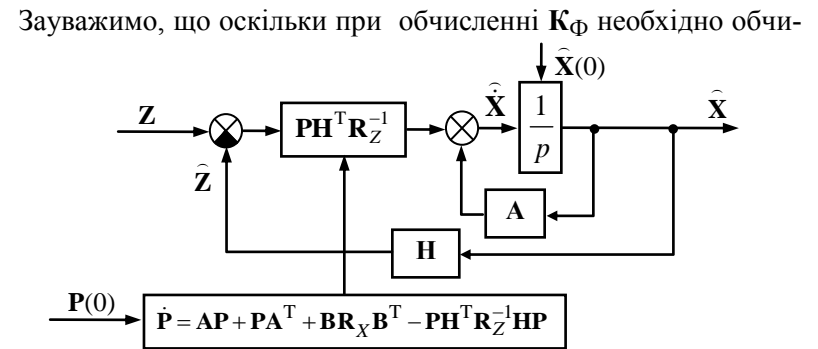 Зауважимо, що оскільки при обчисленні K_Ф необхідно обчи-
X̂(0)
Z
PHᵀR_Z⁻¹
X̂̇
1
p
X̂
Ẑ
A
H
P(0)
Ṗ = AP + PAᵀ + BR_XBᵀ − PHᵀR_Z⁻¹HP